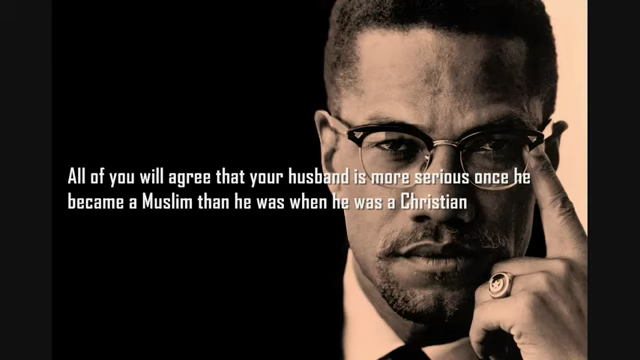 All of you will agree that your husband is more serious once he
became a Muslim than he was when he was a Christian